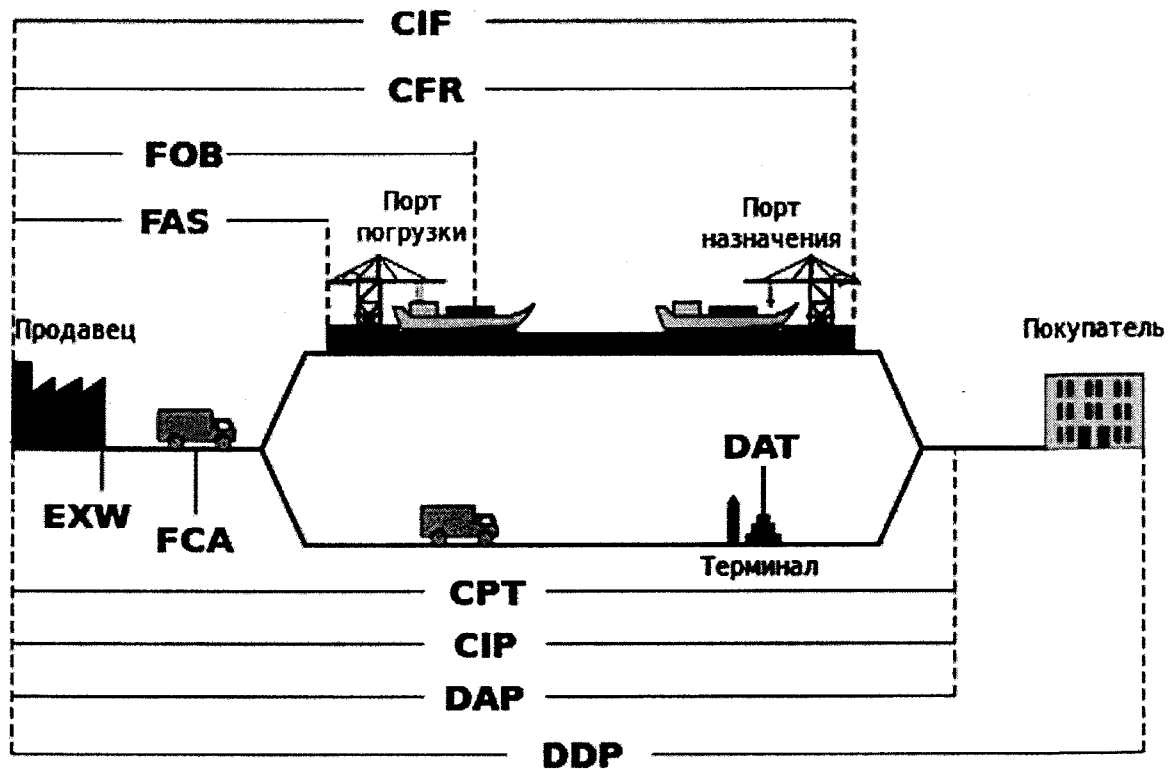 CIF
CFR
FOB
FAS
Порт
погрузки
Порт
назначения
Продавец
Покупатель
DAT
EXW
FCA
Терминал
CPT
CIP
DAP
DDP